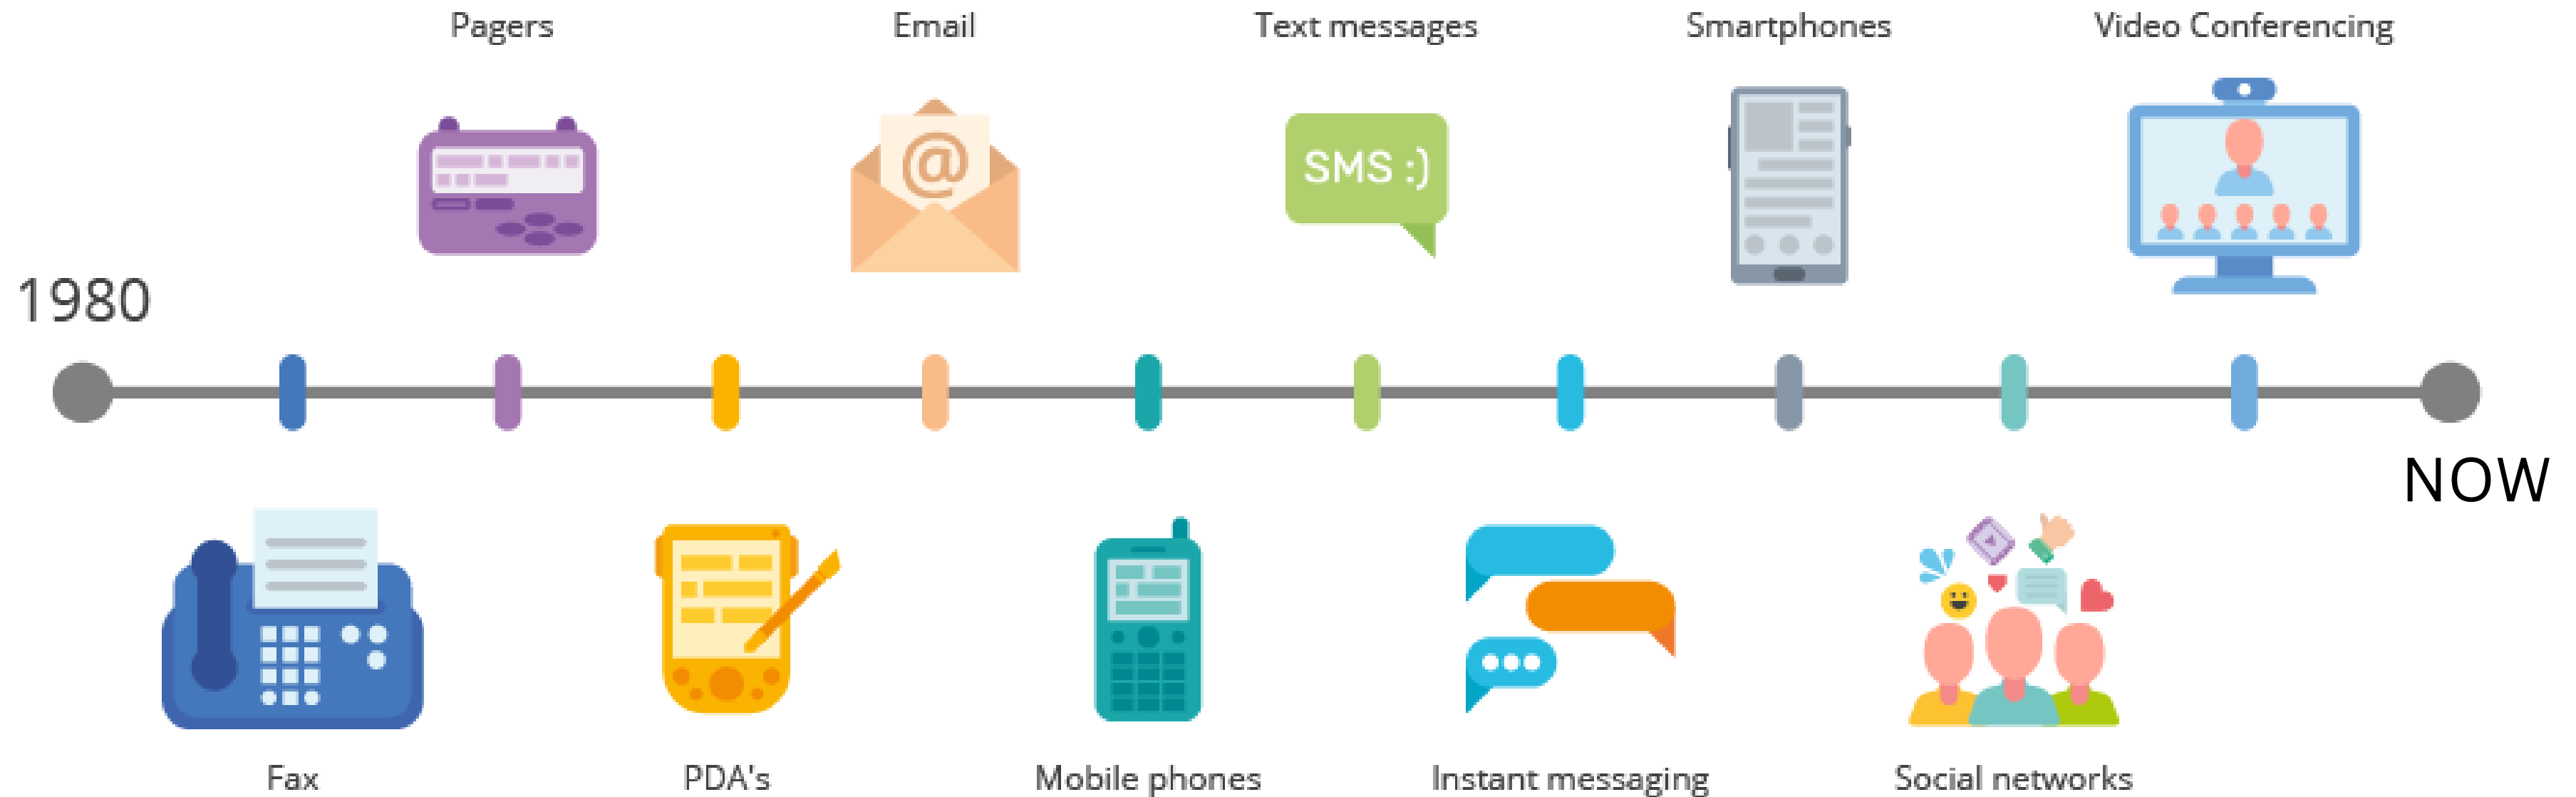 Pagers
Email
Text messages
Smartphones
Video Conferencing
@
SMS :)
1980
NOW
Fax
PDA's
Mobile phones
Instant messaging
Social networks